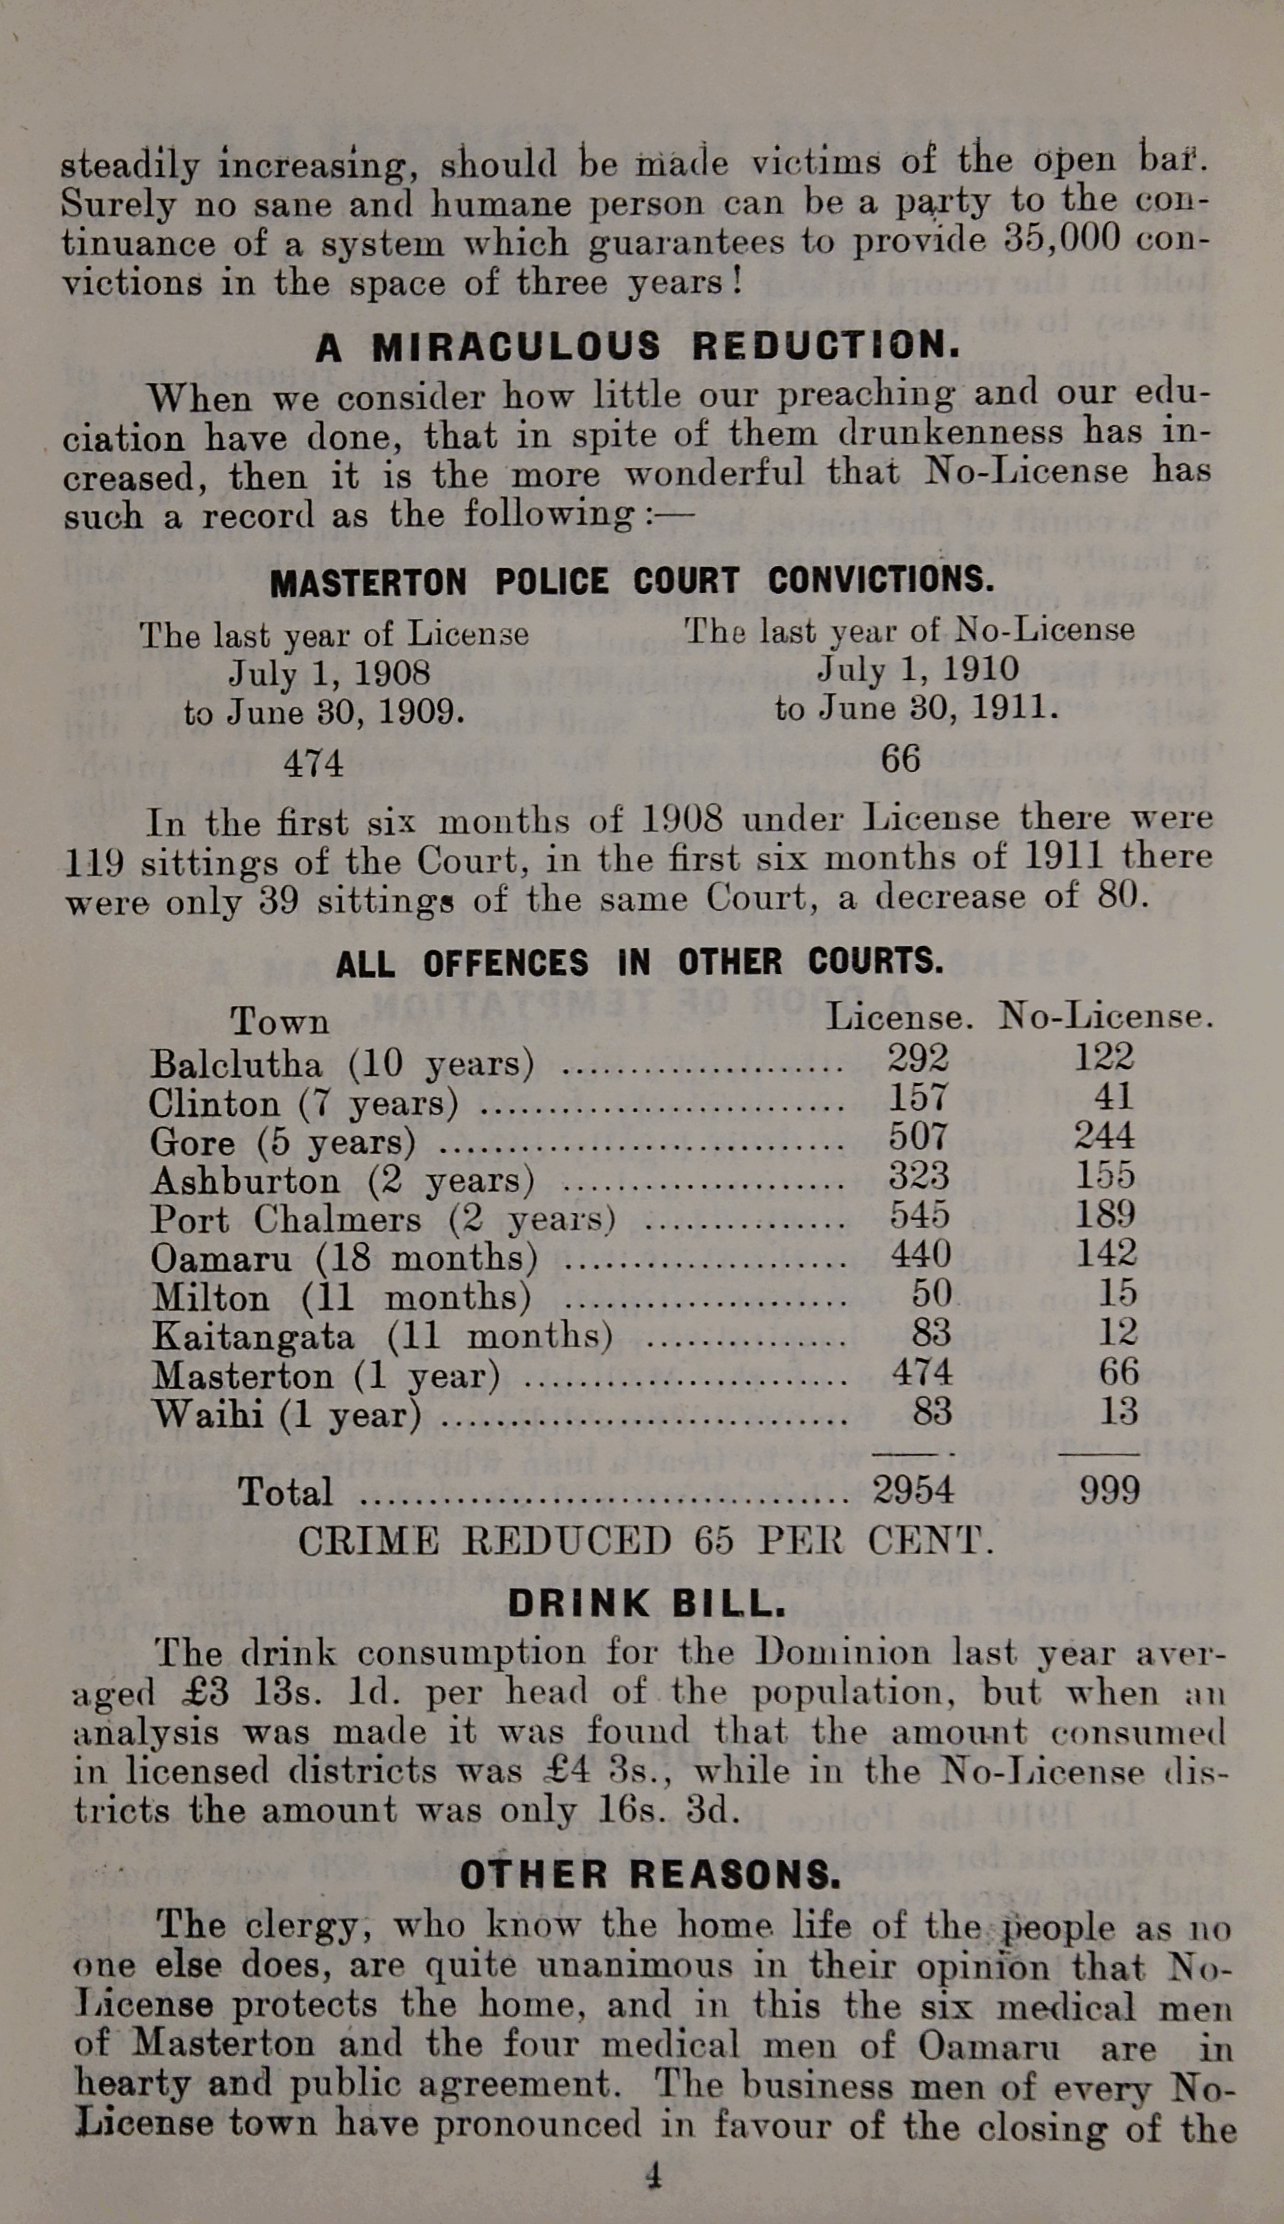 steadily increasing, should be made victims of the open bar.
Surely no sane and humane person can be a party to the con-
tinuance of a system which guarantees to provide 35,000 con-
victions in the space of three years!
A MIRACULOUS REDUCTION.
When we consider how little our preaching and our edu-
ciation have done, that in spite of them drunkenness has in-
creased, then it is the more wonderful that No-License has
such a record as the following:—
MASTERTON POLICE COURT CONVICTIONS.
The last year of License The last year of No-License
July 1, 1908 July 1, 1910
to June 30, 1909. to June 30, 1911.
474 66
In the first six months of 1908 under License there were
119 sittings of the Court, in the first six months of 1911 there
were only 39 sittings of the same Court, a decrease of 80.
ALL OFFENCES IN OTHER COURTS.
Town License. No-License.
Balclutha (10 years) ..................... 292 122
Clinton (7 years) ........................... 157 41
Gore (5 years) .............................. 507 244
Ashburton (2 years) ..................... 323 155
Port Chalmers (2 years) ............... 545 189
Oamaru (18 months) ..................... 440 142
Milton (11 months) ..................... 50 15
Kaitangata (11 months) ............... 83 12
Masterton (1 year) ........................ 474 66
Waihi (1 year) .............................. 83 13
Total .................................... 2954 999
CRIME REDUCED 65 PER CENT.
DRINK BILL.
The drink consumption for the Dominion last year aver-
aged £3 13s. 1d. per head of the population, but when an
analysis was made it was found that the amount consumed
in licensed districts was £4 3s., while in the No-License dis-
tricts the amount was only 16s. 3d.
OTHER REASONS.
The clergy, who know the home life of the people as no
one else does, are quite unanimous in their opinion that No-
License protects the home, and in this the six medical men
of Masterton and the four medical men of Oamaru are in
hearty and public agreement. The business men of every No-
License town have pronounced in favour of the closing of the
4